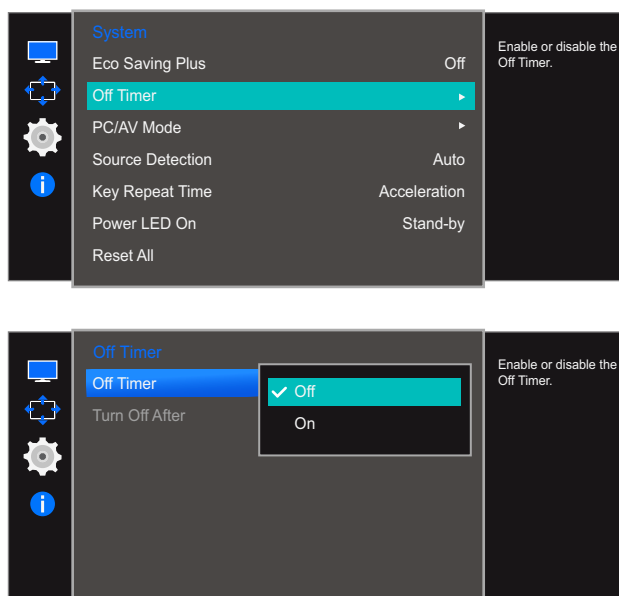 System
Eco Saving Plus Off
Off Timer
PC/AV Mode
Source Detection Auto
Key Repeat Time Acceleration
Power LED On Stand-by
Reset All
Enable or disable the
Off Timer.
Off Timer
Off Timer
Off
Turn Off After
On
Enable or disable the
Off Timer.